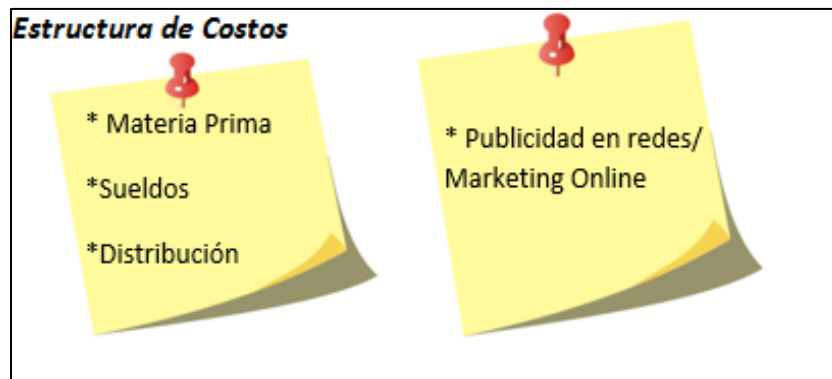 Estructura de Costos
* Materia Prima
*Sueldos
*Distribución
* Publicidad en redes/
Marketing Online